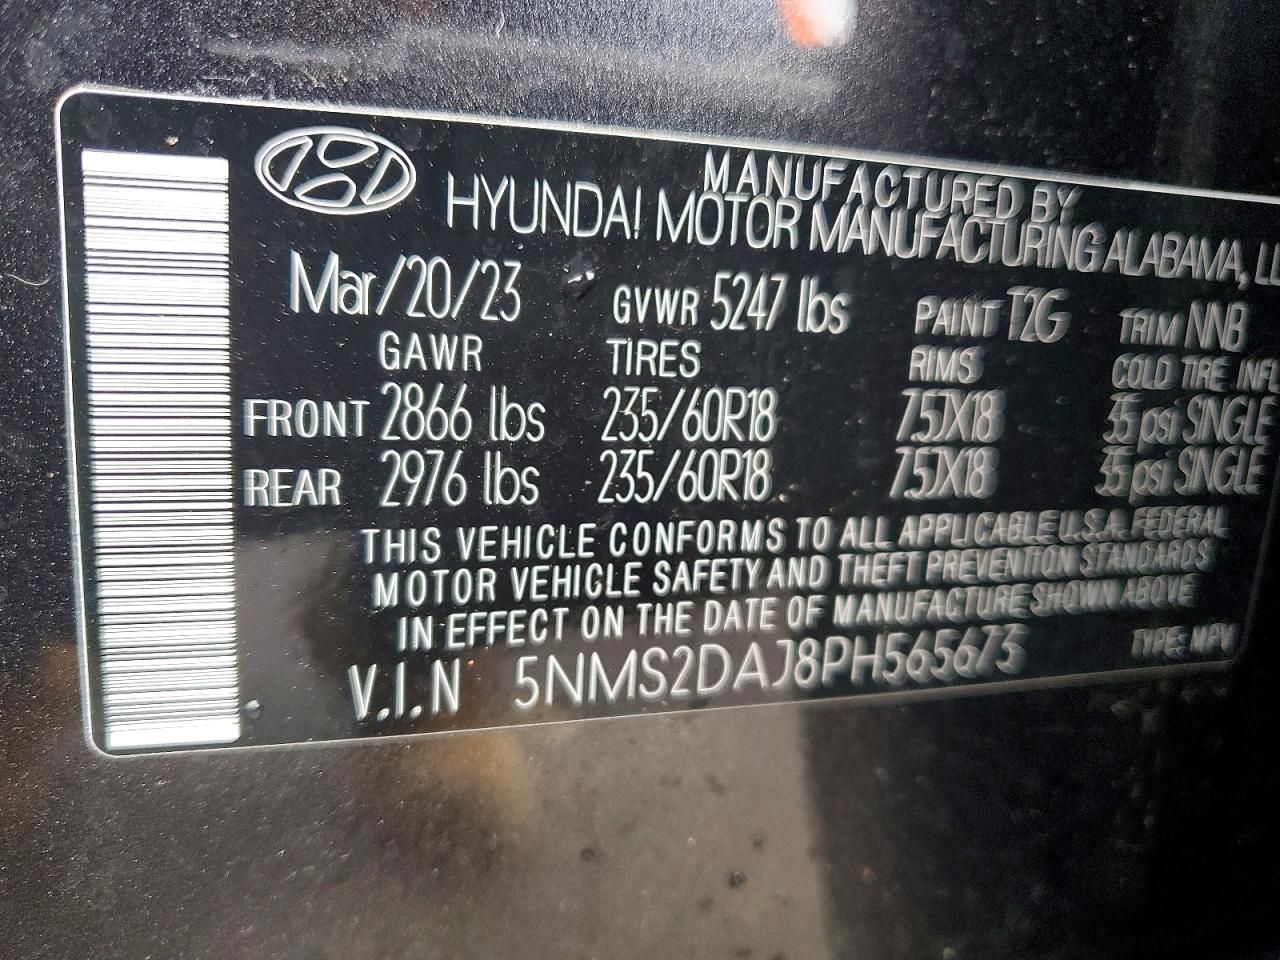 MANUFACTURED BY
HYUNDAI MOTOR MANUFACTURING ALABAMA, LL
Mar/20/23 GVWR 5247 lbs PAINT T2G TRIM NNB
GAWR TIRES RIMS COLD TIRE INFL
FRONT 2866 lbs 235/60R18 7.5JX18 35 psi SINGLE
REAR 2976 lbs 235/60R18 7.5JX18 35 psi SINGLE
THIS VEHICLE CONFORMS TO ALL APPLICABLE U.S.A. FEDERAL
MOTOR VEHICLE SAFETY AND THEFT PREVENTION STANDARDS
IN EFFECT ON THE DATE OF MANUFACTURE SHOWN ABOVE
V.I.N 5NMS2DAJ8PH565673 TYPE: MPV